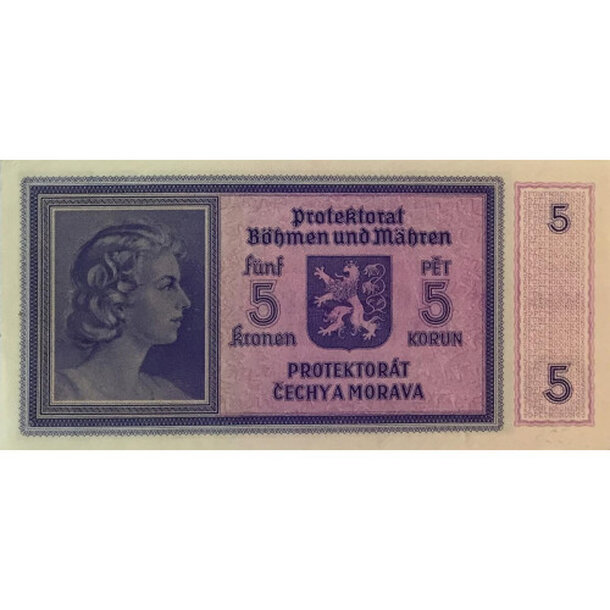 Protektorat
Böhmen und Mähren
fünf
PĚT
5
5
kronen
KORUN
PROTEKTORÁT
ČECHY A MORAVA
5
5